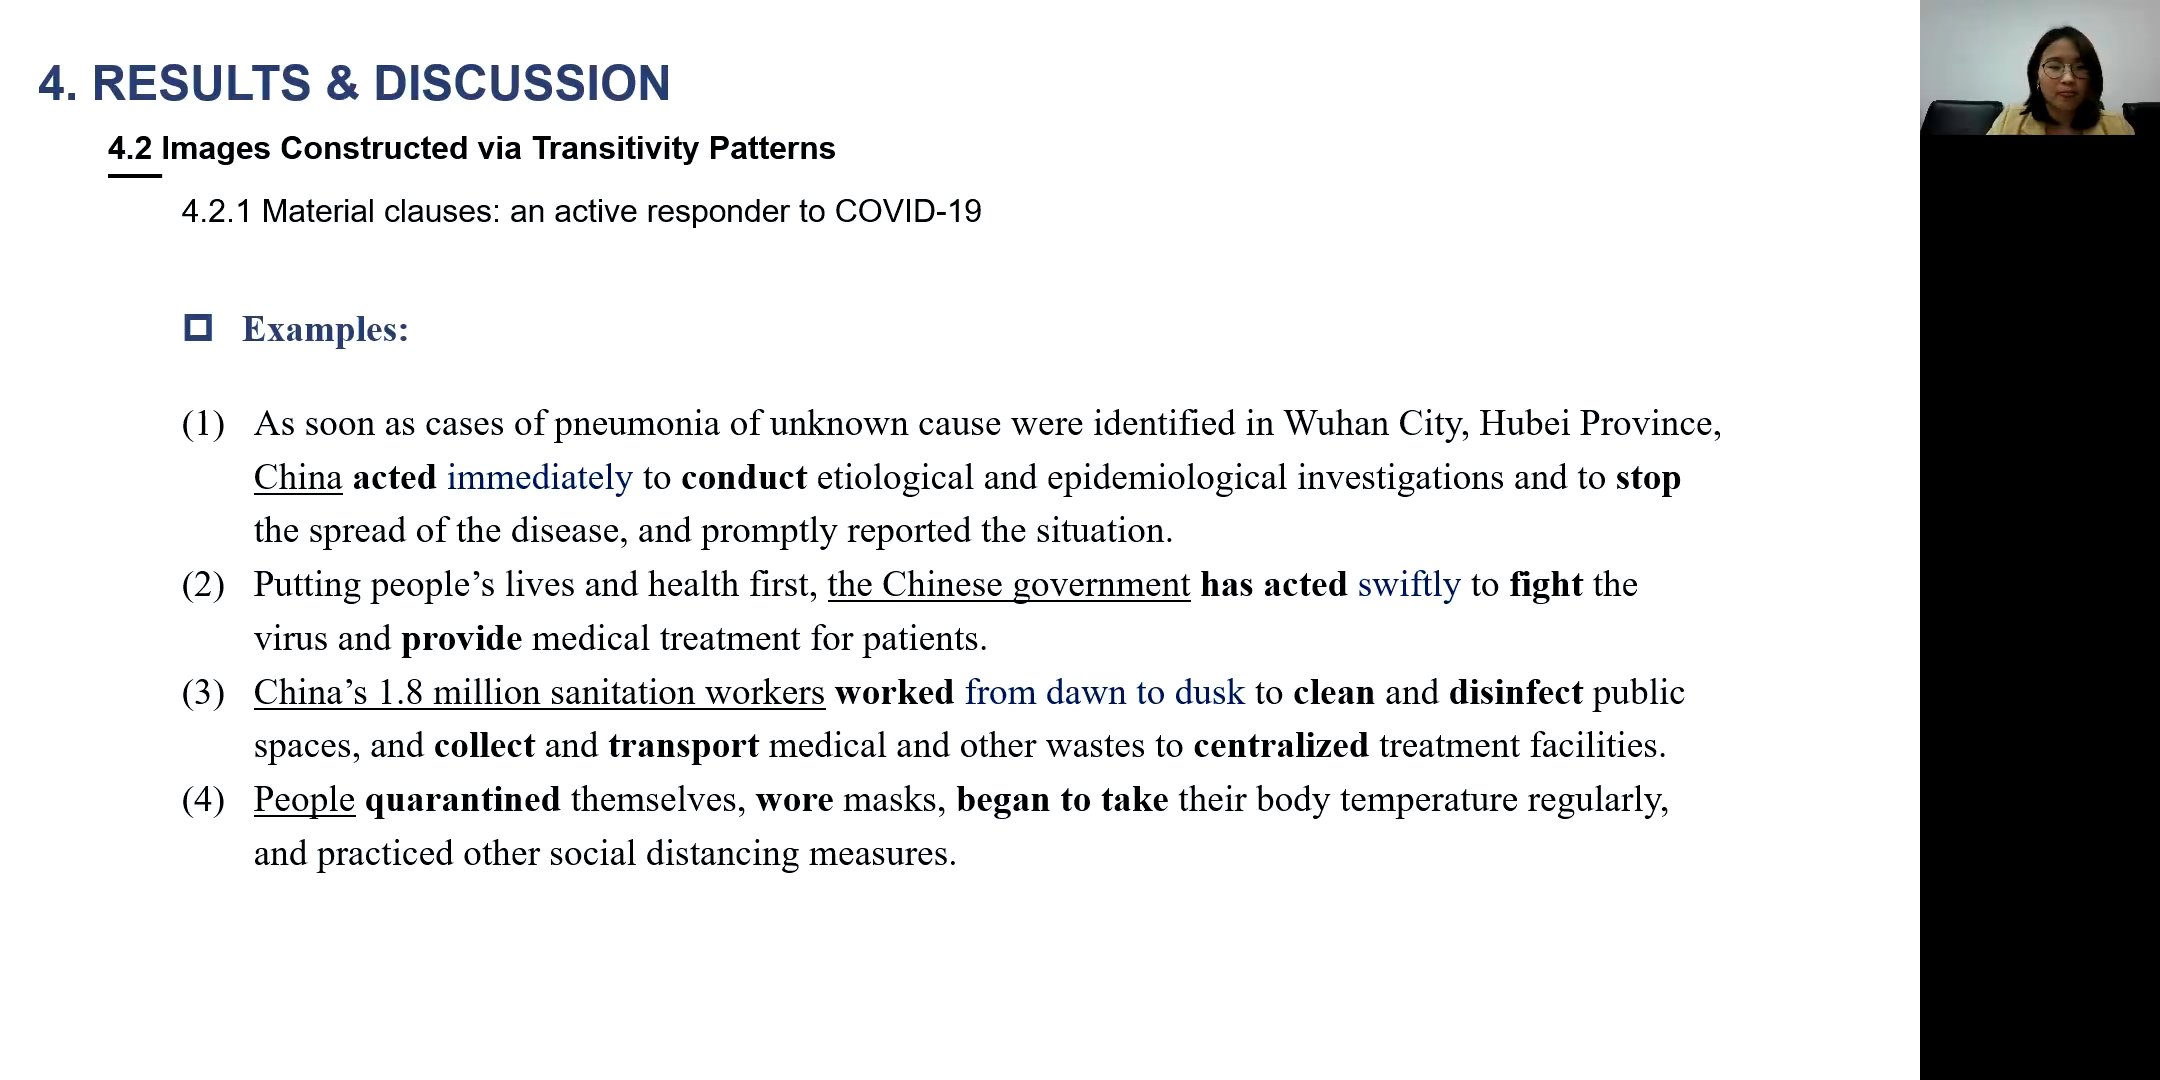 4. RESULTS & DISCUSSION
4.2 Images Constructed via Transitivity Patterns
4.2.1 Material clauses: an active responder to COVID-19
Examples:
(1) As soon as cases of pneumonia of unknown cause were identified in Wuhan City, Hubei Province,
China acted immediately to conduct etiological and epidemiological investigations and to stop
the spread of the disease, and promptly reported the situation.
(2) Putting people’s lives and health first, the Chinese government has acted swiftly to fight the
virus and provide medical treatment for patients.
(3) China’s 1.8 million sanitation workers worked from dawn to dusk to clean and disinfect public
spaces, and collect and transport medical and other wastes to centralized treatment facilities.
(4) People quarantined themselves, wore masks, began to take their body temperature regularly,
and practiced other social distancing measures.